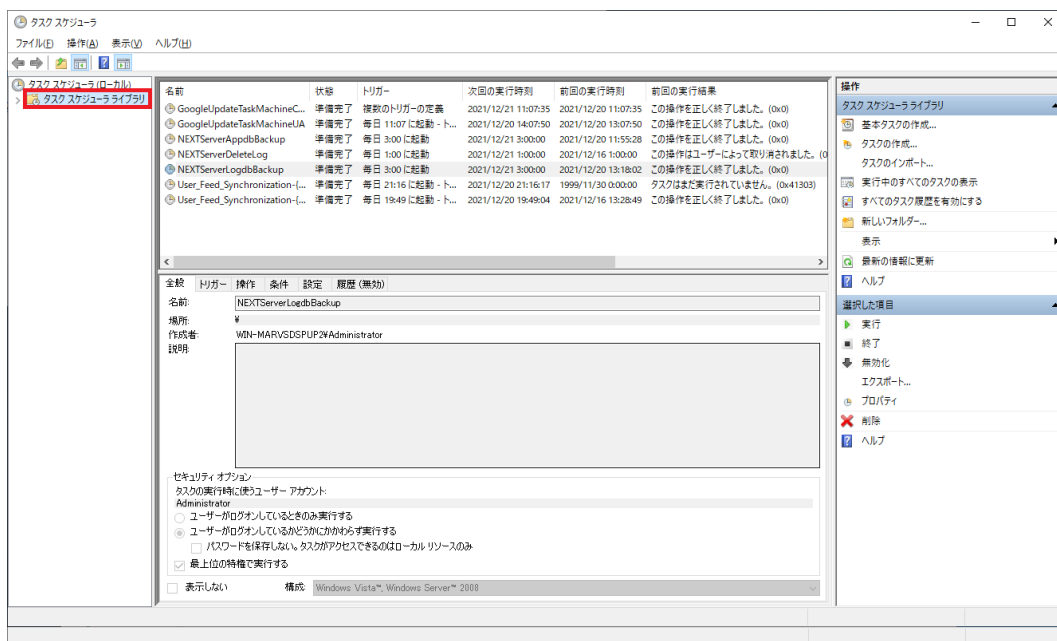 タスク スケジューラ
ファイル(F) 操作(A) 表示(V) ヘルプ(H)
タスク スケジューラ (ローカル)
タスク スケジューラ ライブラリ
名前 状態 トリガー 次回の実行時刻 前回の実行時刻 前回の実行結果
GoogleUpdateTaskMachineC... 準備完了 複数のトリガーの定義 2021/12/21 11:07:35 2021/12/20 11:07:35 この操作を正しく終了しました。(0x0)
GoogleUpdateTaskMachineUA 準備完了 毎日 11:07 に起動 - ト... 2021/12/20 14:07:50 2021/12/20 13:07:50 この操作を正しく終了しました。(0x0)
NEXTServerAppdbBackup 準備完了 毎日 3:00 に起動 2021/12/21 3:00:00 2021/12/20 11:55:28 この操作を正しく終了しました。(0x0)
NEXTServerDeleteLog 準備完了 毎日 1:00 に起動 2021/12/21 1:00:00 2021/12/16 1:00:00 この操作はユーザーによって取り消されました。(0
NEXTServerLogdbBackup 準備完了 毎日 3:00 に起動 2021/12/21 3:00:00 2021/12/20 13:18:02 この操作を正しく終了しました。(0x0)
User_Feed_Synchronization-{... 準備完了 毎日 21:16 に起動 - ト... 2021/12/20 21:16:17 1999/11/30 0:00:00 タスクはまだ実行されていません。(0x41303)
User_Feed_Synchronization-{... 準備完了 毎日 19:49 に起動 - ト... 2021/12/20 19:49:04 2021/12/16 13:28:49 この操作を正しく終了しました。(0x0)
全般 トリガー 操作 条件 設定 履歴 (無効)
名前: NEXTServerLogdbBackup
場所: ¥
作成者: WIN-MARVSDSPUP2¥Administrator
説明:
セキュリティ オプション
タスクの実行時に使うユーザー アカウント:
Administrator
ユーザーがログオンしているときのみ実行する
ユーザーがログオンしているかどうかにかかわらず実行する
パスワードを保存しない。タスクがアクセスできるのはローカル リソースのみ
最上位の特権で実行する
表示しない 構成: Windows Vista™, Windows Server™ 2008
操作
タスク スケジューラ ライブラリ
基本タスクの作成...
タスクの作成...
タスクのインポート...
実行中のすべてのタスクの表示
すべてのタスク履歴を有効にする
新しいフォルダー...
表示
最新の情報に更新
ヘルプ
選択した項目
実行
終了
無効化
エクスポート...
プロパティ
削除
ヘルプ